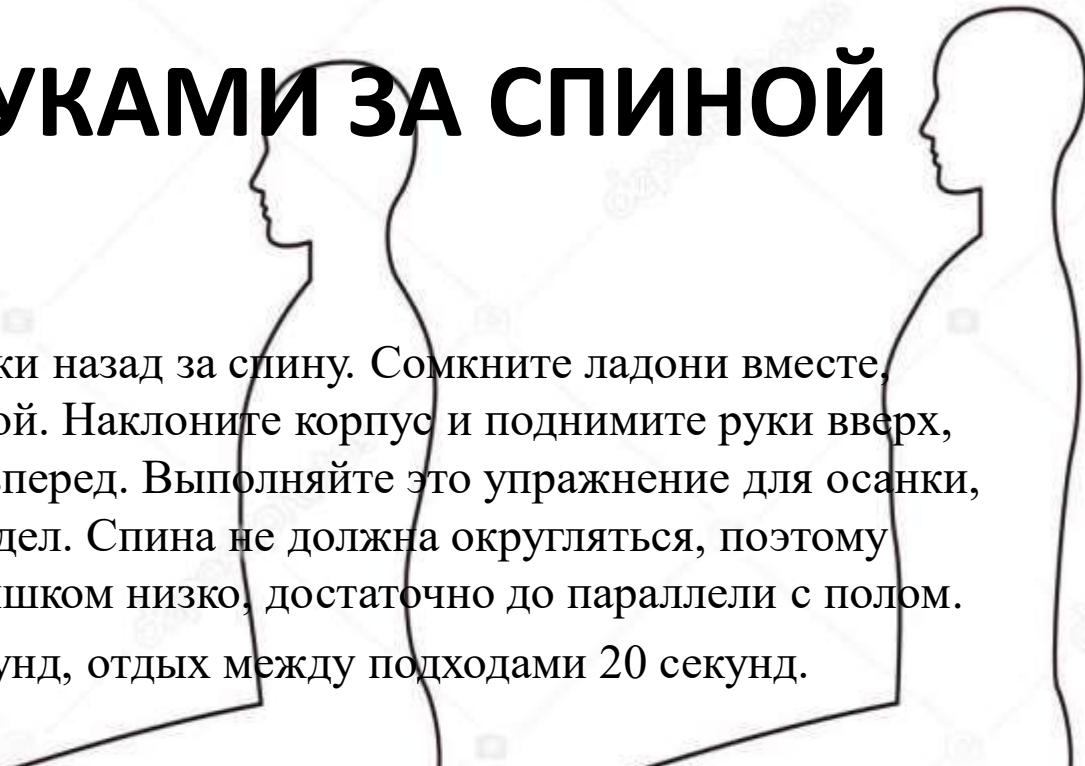 УКАМИ ЗА СПИНОЙ
ки назад за спину. Сомкните ладони вместе,
ой. Наклоните корпус и поднимите руки вверх,
вперед. Выполняйте это упражнение для осанки,
дел. Спина не должна округляться, поэтому
шком низко, достаточно до параллели с полом.
унд, отдых между подходами 20 секунд.